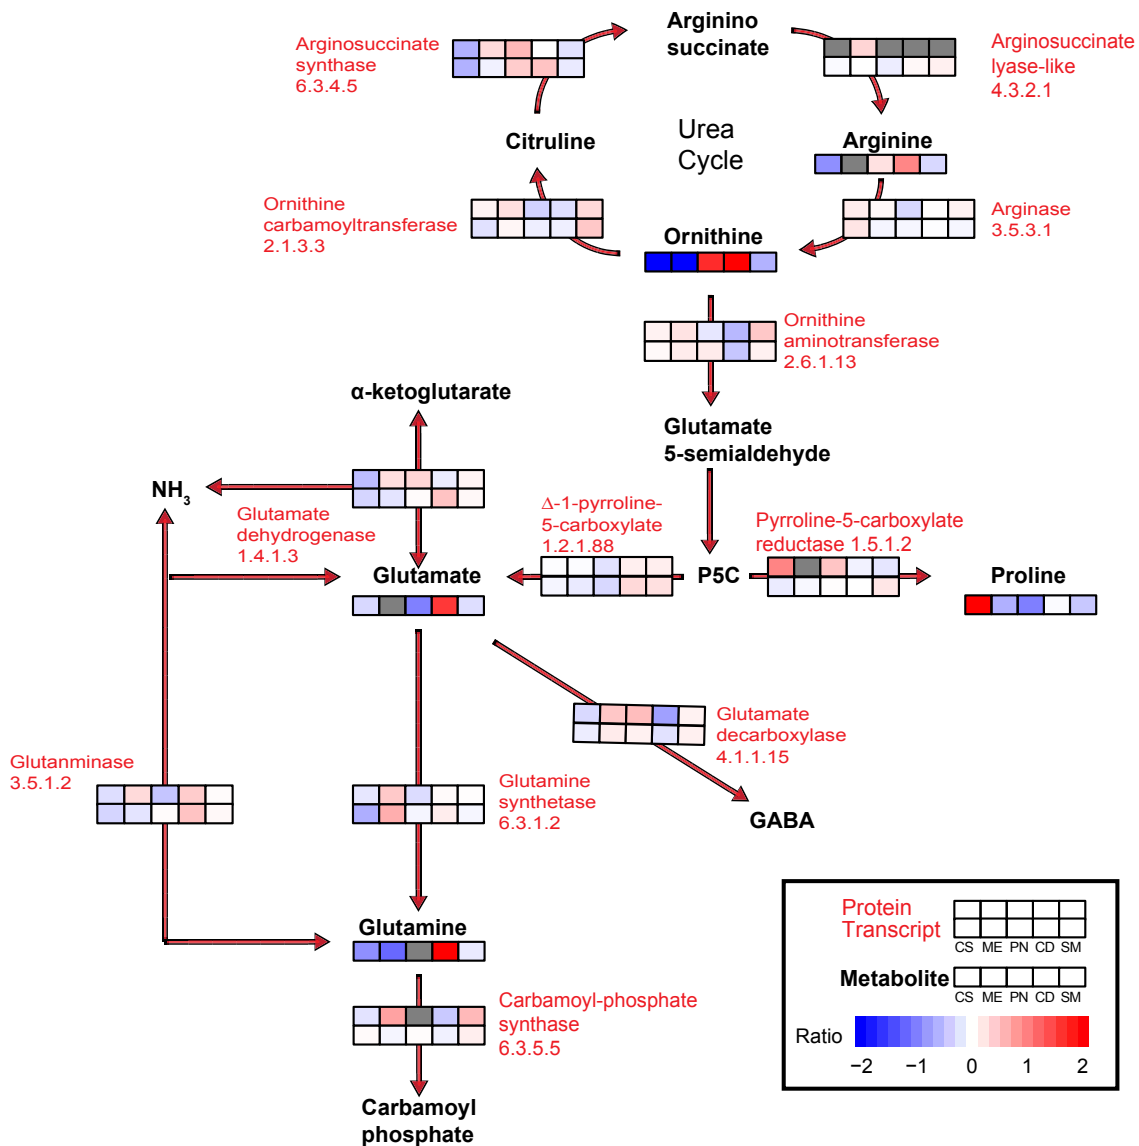 Arginosuccinate
synthase
6.3.4.5
Arginino
succinate
Arginosuccinate
lyase-like
4.3.2.1
Citruline
Urea
Cycle
Arginine
Ornithine
carbamoyltransferase
2.1.3.3
Ornithine
Arginase
3.5.3.1
Ornithine
aminotransferase
2.6.1.13
α-ketoglutarate
Glutamate
5-semialdehyde
NH3
Glutamate
dehydrogenase
1.4.1.3
Δ-1-pyrroline-
5-carboxylate
1.2.1.88
Pyrroline-5-carboxylate
reductase 1.5.1.2
Glutamate
P5C
Proline
Glutamate
decarboxylase
4.1.1.15
Glutanminase
3.5.1.2
Glutamine
synthetase
6.3.1.2
GABA
Glutamine
Carbamoyl-phosphate
synthase
6.3.5.5
Carbamoyl
phosphate
Protein
Transcript
CS ME PN CD SM
Metabolite
CS ME PN CD SM
Ratio
−2 −1 0 1 2